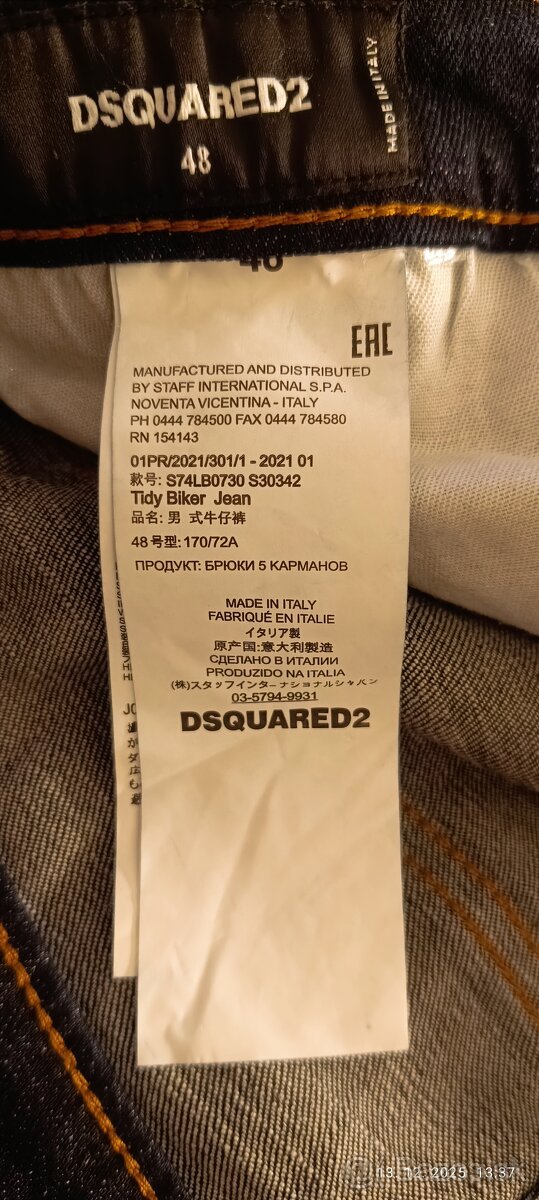 DSQUARED2
48
MADE IN ITALY
48
EAC
MANUFACTURED AND DISTRIBUTED
BY STAFF INTERNATIONAL S.P.A.
NOVENTA VICENTINA - ITALY
PH 0444 784500 FAX 0444 784580
RN 154143
01PR/2021/301/1 - 2021 01
款号: S74LB0730 S30342
Tidy Biker Jean
品名: 男 式牛仔裤
48号型:170/72A
ПРОДУКТ: БРЮКИ 5 КАРМАНОВ
MADE IN ITALY
FABRIQUÉ EN ITALIE
イタリア製
原产国:意大利製造
СДЕЛАНО В ИТАЛИИ
PRODUZIDO NA ITALIA
(株)スタッフインターナショナルジャパン
03-5794-9931
DSQUARED2
13.12.2025 13:37